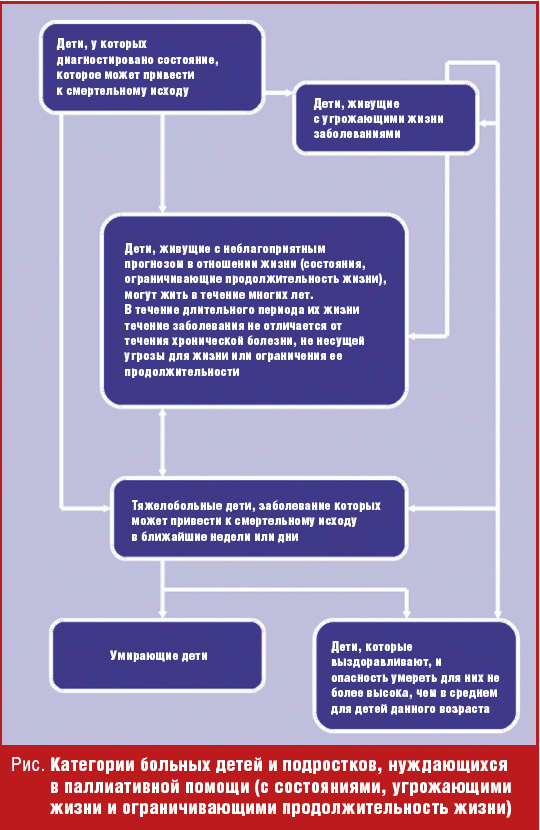 Дети, у которых
диагностировано состояние,
которое может привести
к смертельному исходу
Дети, живущие
с угрожающими жизни
заболеваниями
Дети, живущие с неблагоприятным
прогнозом в отношении жизни (состояния,
ограничивающие продолжительность жизни),
могут жить в течение многих лет.
В течение длительного периода их жизни
течение заболевания не отличается от
течения хронической болезни, не несущей
угрозы для жизни или ограничения ее
продолжительности
Тяжелобольные дети, заболевание которых
может привести к смертельному исходу
в ближайшие недели или дни
Умирающие дети
Дети, которые
выздоравливают, и
опасность умереть для них не
более высока, чем в среднем
для детей данного возраста
Рис. Категории больных детей и подростков, нуждающихся
в паллиативной помощи (с состояниями, угрожающими
жизни и ограничивающими продолжительность жизни)